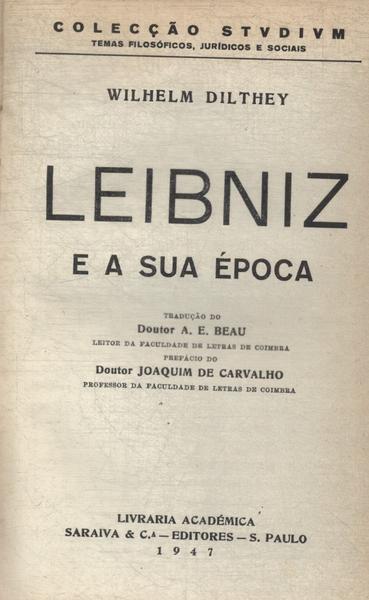 COLECÇÃO STVDIVM
TEMAS FILOSÓFICOS, JURÍDICOS E SOCIAIS
WILHELM DILTHEY
LEIBNIZ
E A SUA ÉPOCA
TRADUÇÃO DO
Doutor A. E. BEAU
LEITOR DA FACULDADE DE LETRAS DE COIMBRA
PREFÁCIO DO
Doutor JOAQUIM DE CARVALHO
PROFESSOR DA FACULDADE DE LETRAS DE COIMBRA
LIVRARIA ACADÉMICA
SARAIVA & C.ᴬ — EDITORES — S. PAULO
1947